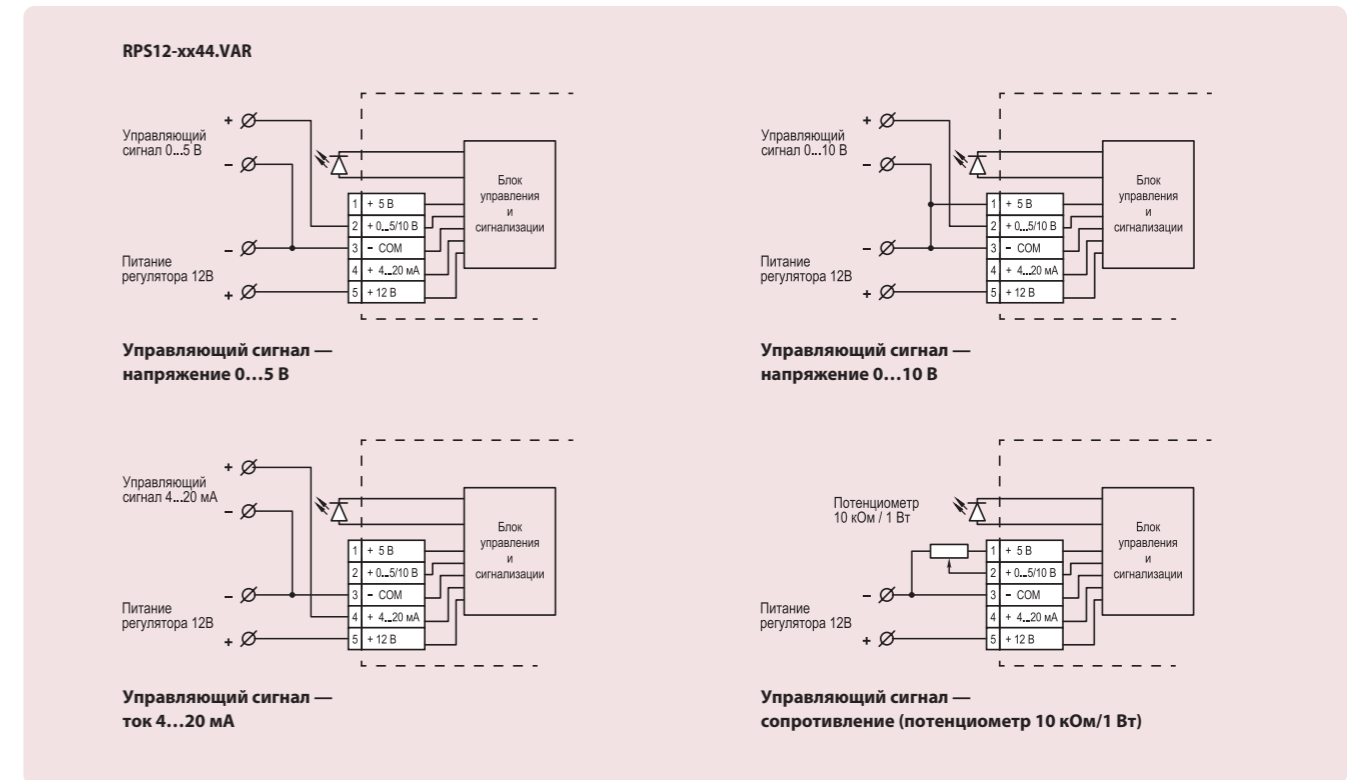 RPS12-xx44.VAR
+
Управляющий
сигнал 0...5 В
–
Питание
регулятора 12В
–
+
1 + 5 В
2 + 0...5/10 В
3 – COM
4 + 4...20 мА
5 + 12 В
Блок
управления
и
сигнализации
Управляющий сигнал —
напряжение 0…5 В
+
Управляющий
сигнал 0...10 В
–
Питание
регулятора 12В
–
+
1 + 5 В
2 + 0...5/10 В
3 – COM
4 + 4...20 мА
5 + 12 В
Блок
управления
и
сигнализации
Управляющий сигнал —
напряжение 0…10 В
+
Управляющий
сигнал 4...20 мА
–
Питание
регулятора 12В
–
+
1 + 5 В
2 + 0...5/10 В
3 – COM
4 + 4...20 мА
5 + 12 В
Блок
управления
и
сигнализации
Управляющий сигнал —
ток 4…20 мА
Потенциометр
10 кОм / 1 Вт
Питание
регулятора 12В
–
+
1 + 5 В
2 + 0...5/10 В
3 – COM
4 + 4...20 мА
5 + 12 В
Блок
управления
и
сигнализации
Управляющий сигнал —
сопротивление (потенциометр 10 кОм/1 Вт)